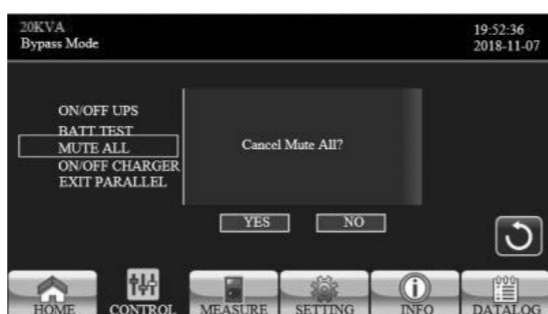 20KVA
Bypass Mode
19:52:36
2018-11-07
ON/OFF UPS
BATT TEST
MUTE ALL
ON/OFF CHARGER
EXIT PARALLEL
Cancel Mute All?
YES
NO
HOME
CONTROL
MEASURE
SETTING
INFO
DATALOG